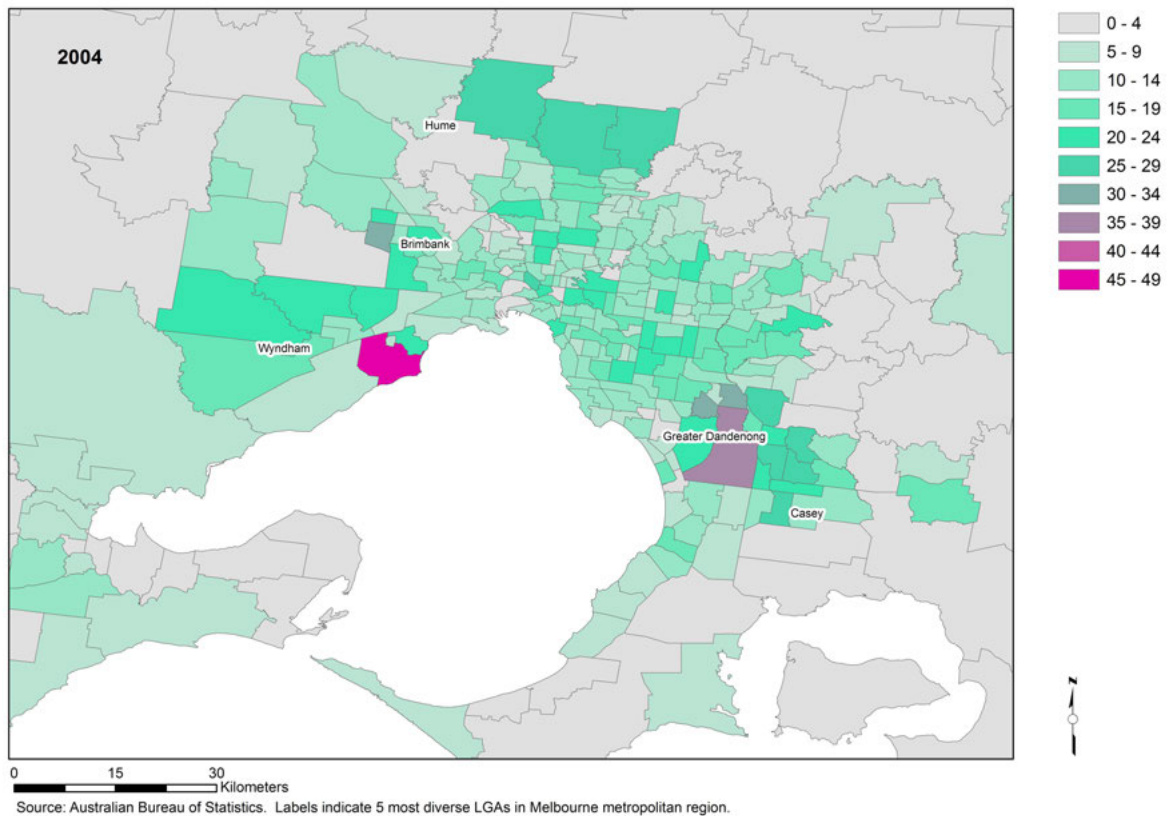 2004
Hume
Brimbank
Wyndham
Greater Dandenong
Casey
0 - 4
5 - 9
10 - 14
15 - 19
20 - 24
25 - 29
30 - 34
35 - 39
40 - 44
45 - 49
N
0 15 30
Kilometers
Source: Australian Bureau of Statistics. Labels indicate 5 most diverse LGAs in Melbourne metropolitan region.